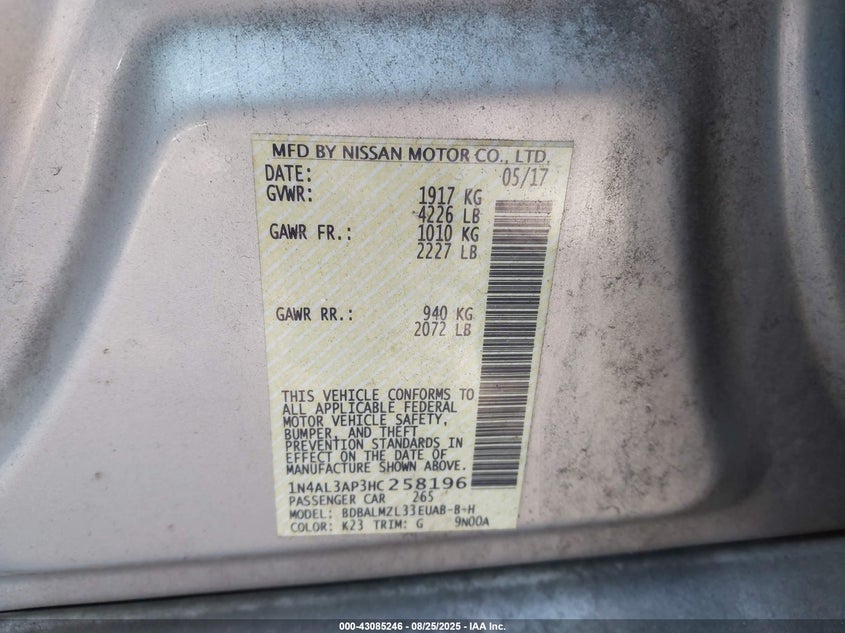 MFD BY NISSAN MOTOR CO., LTD.
DATE: 05/17
GVWR: 1917 KG
4226 LB
GAWR FR.: 1010 KG
2227 LB
GAWR RR.: 940 KG
2072 LB
THIS VEHICLE CONFORMS TO
ALL APPLICABLE FEDERAL
MOTOR VEHICLE SAFETY,
BUMPER, AND THEFT
PREVENTION STANDARDS IN
EFFECT ON THE DATE OF
MANUFACTURE SHOWN ABOVE.
1N4AL3AP3HC258196
PASSENGER CAR 265
MODEL: BDBALMZL33EUAB-B-H
COLOR: K23 TRIM: G 9N00A
000-43085246 - 08/25/2025 - IAA Inc.